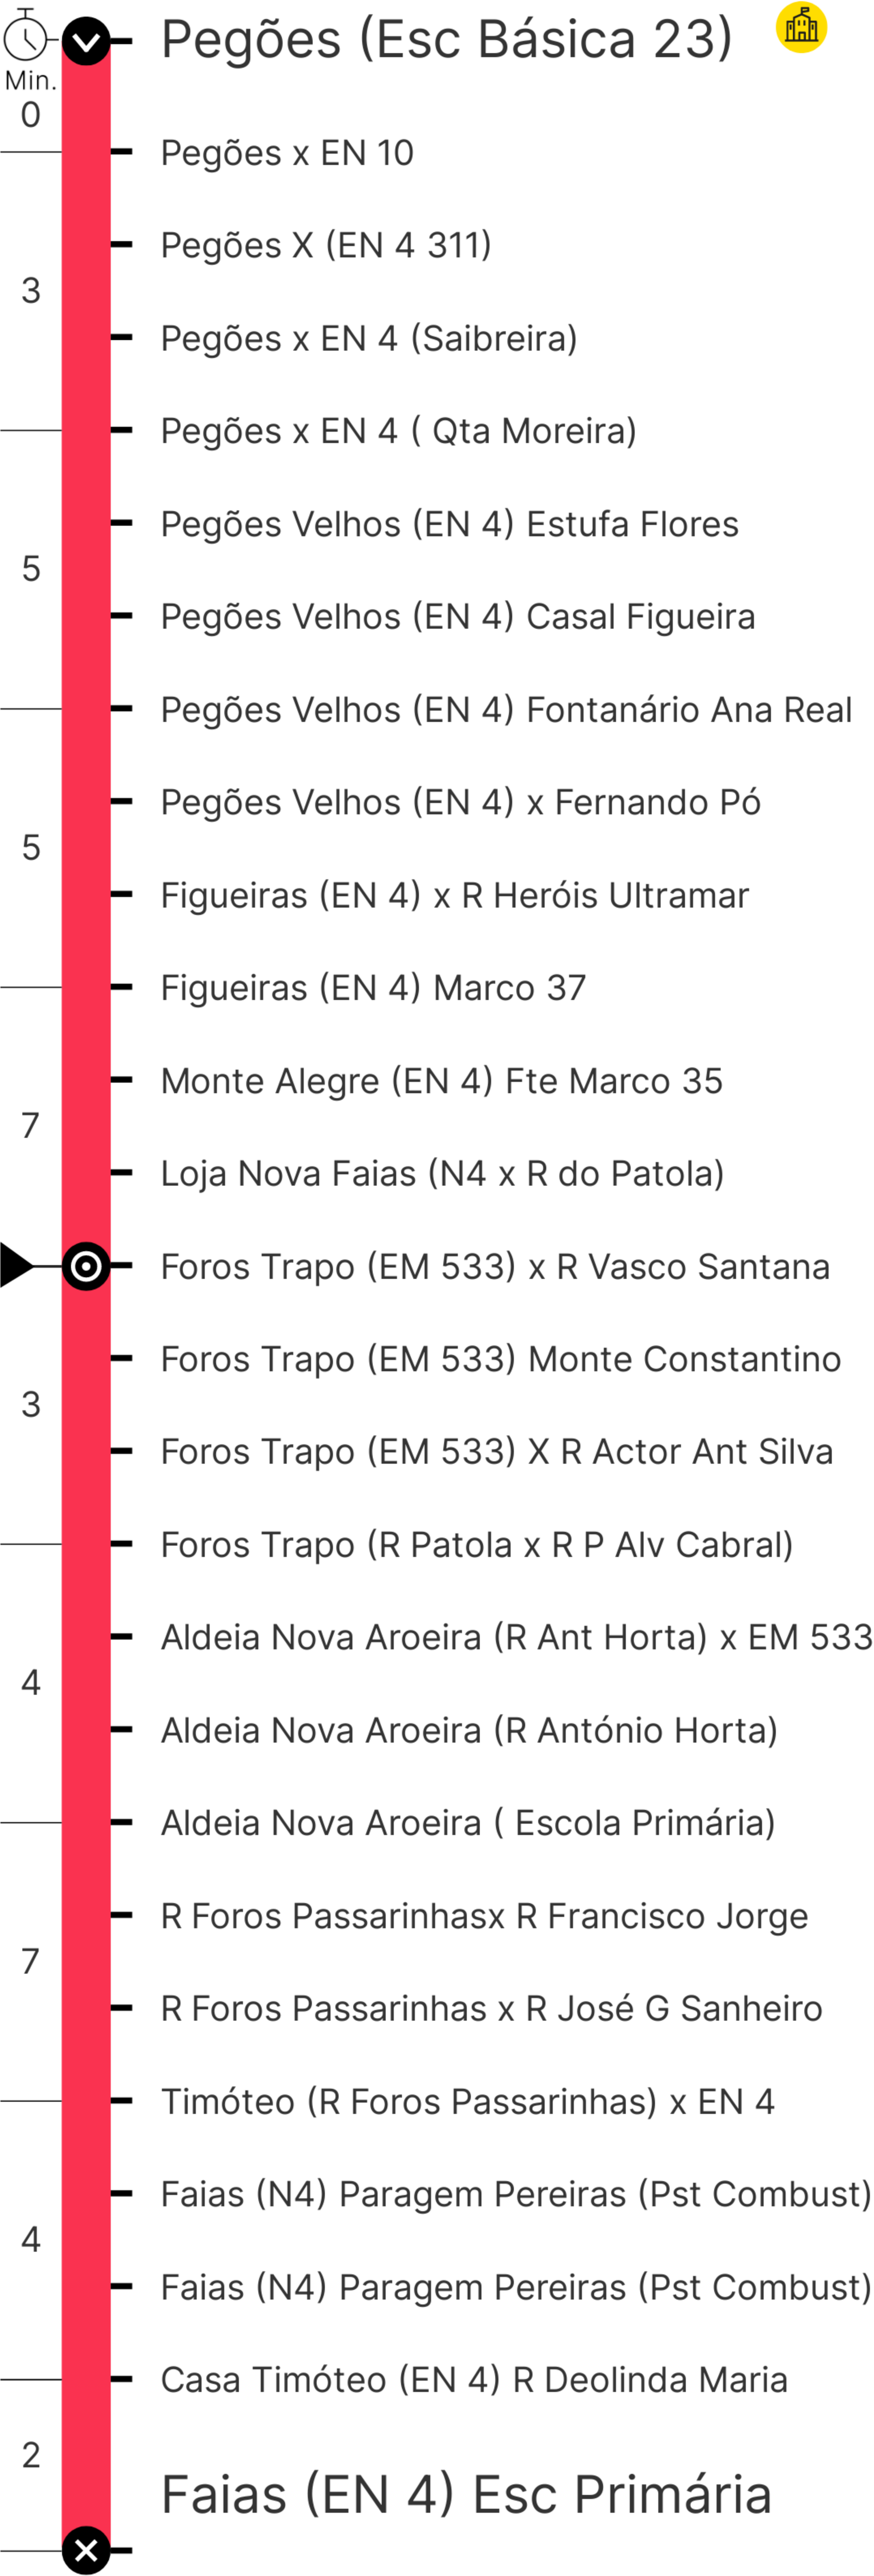 Pegões (Esc Básica 23)
Min.
0
Pegões x EN 10
Pegões X (EN 4 311)
3
Pegões x EN 4 (Saibreira)
Pegões x EN 4 ( Qta Moreira)
Pegões Velhos (EN 4) Estufa Flores
5
Pegões Velhos (EN 4) Casal Figueira
Pegões Velhos (EN 4) Fontanário Ana Real
Pegões Velhos (EN 4) x Fernando Pó
5
Figueiras (EN 4) x R Heróis Ultramar
Figueiras (EN 4) Marco 37
Monte Alegre (EN 4) Fte Marco 35
7
Loja Nova Faias (N4 x R do Patola)
Foros Trapo (EM 533) x R Vasco Santana
Foros Trapo (EM 533) Monte Constantino
3
Foros Trapo (EM 533) X R Actor Ant Silva
Foros Trapo (R Patola x R P Alv Cabral)
Aldeia Nova Aroeira (R Ant Horta) x EM 533
4
Aldeia Nova Aroeira (R António Horta)
Aldeia Nova Aroeira ( Escola Primária)
R Foros Passarinhasx R Francisco Jorge
7
R Foros Passarinhas x R José G Sanheiro
Timóteo (R Foros Passarinhas) x EN 4
Faias (N4) Paragem Pereiras (Pst Combust)
4
Faias (N4) Paragem Pereiras (Pst Combust)
Casa Timóteo (EN 4) R Deolinda Maria
2
Faias (EN 4) Esc Primária